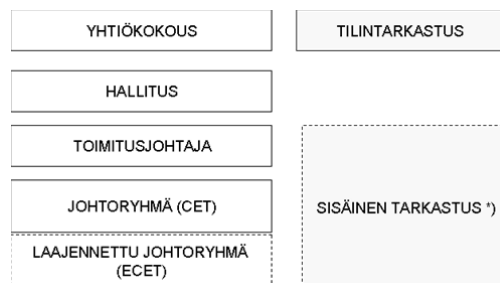 YHTIÖKOKOUS
TILINTARKASTUS
HALLITUS
TOIMITUSJOHTAJA
JOHTORYHMÄ (CET)
SISÄINEN TARKASTUS *)
LAAJENNETTU JOHTORYHMÄ
(ECET)